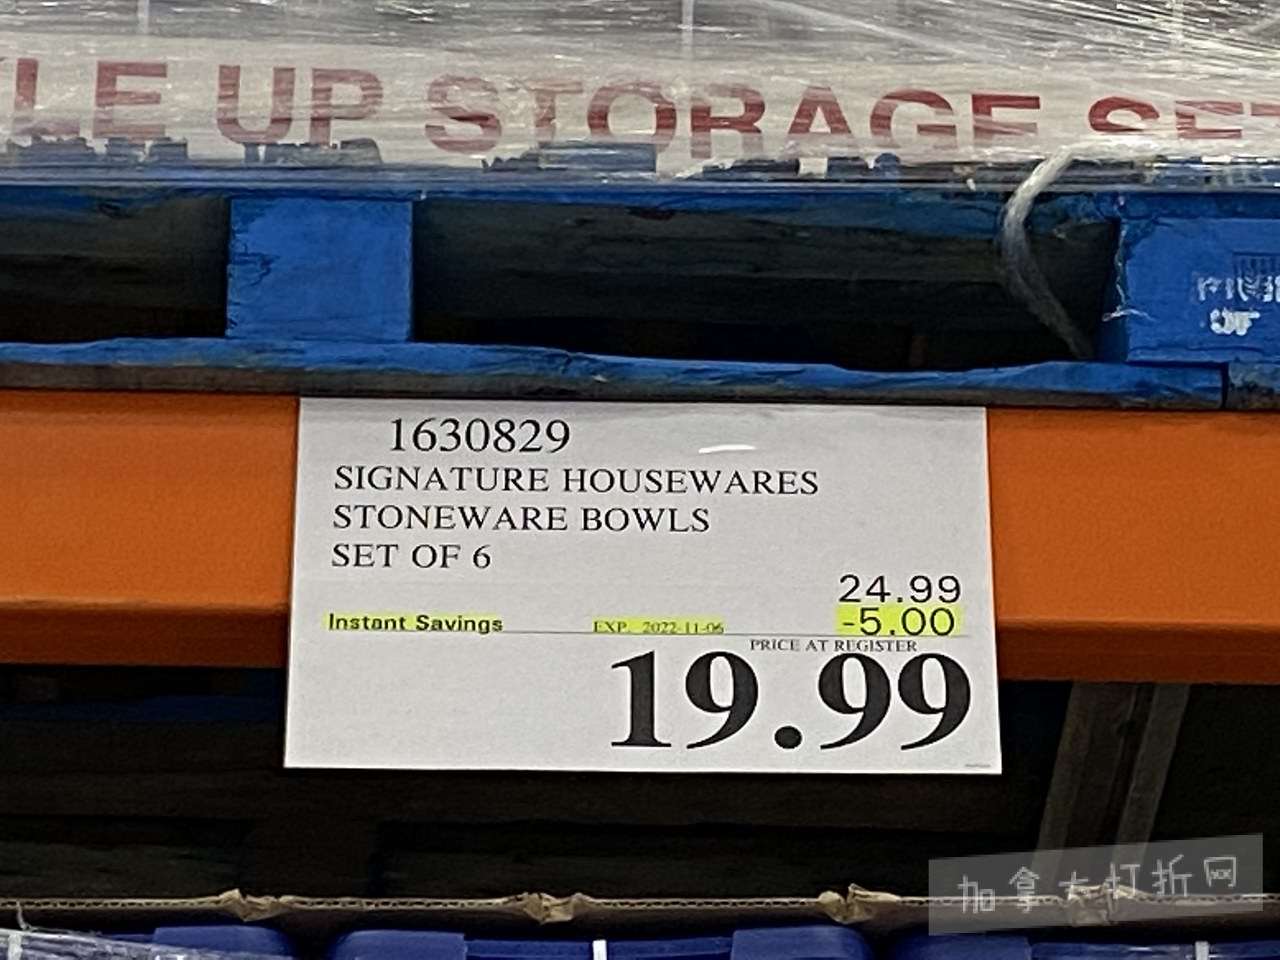 LE UP STORAGE SET
1630829
SIGNATURE HOUSEWARES
STONEWARE BOWLS
SET OF 6
24.99
Instant Savings EXP. 2022-11-06 -5.00
PRICE AT REGISTER
19.99
加拿大打折网